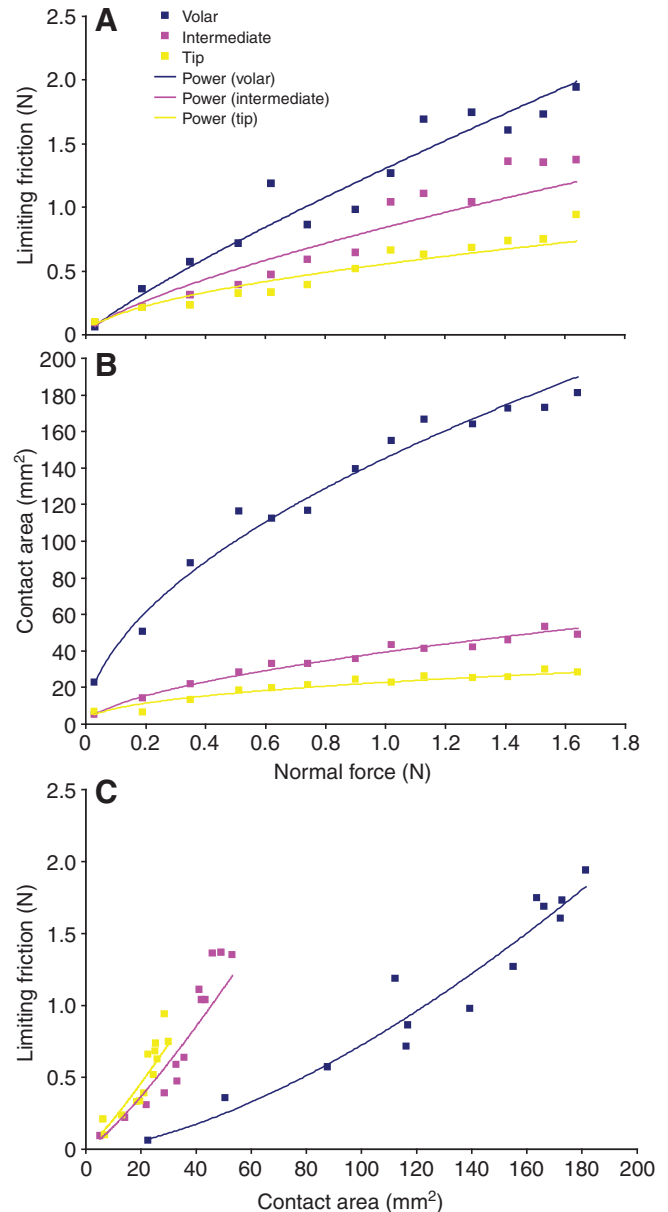 A
Volar
Intermediate
Tip
Power (volar)
Power (intermediate)
Power (tip)
2.5
2.0
1.5
1.0
0.5
0
Limiting friction (N)
B
200
180
160
140
120
100
80
60
40
20
0
Contact area (mm²)
0 0.2 0.4 0.6 0.8 1.0 1.2 1.4 1.6 1.8
Normal force (N)
C
2.5
2.0
1.5
1.0
0.5
0
Limiting friction (N)
0 20 40 60 80 100 120 140 160 180 200
Contact area (mm²)